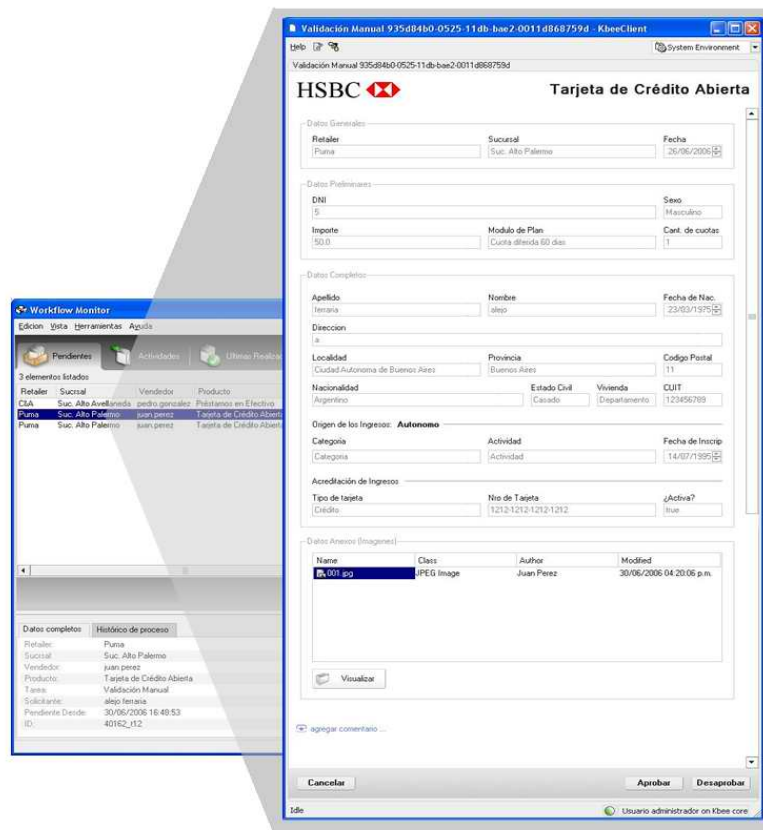 Validación Manual 935d84b0-0525-11db-bae2-0011d868759d - KbeeClient
Help
System Environment
Validación Manual 935d84b0-0525-11db-bae2-0011d868759d
HSBC
Tarjeta de Crédito Abierta
Datos Generales
Retailer Sucursal Fecha
Puma Suc. Alto Palermo 26/06/2006
Datos Preliminares
DNI Sexo
5 Masculino
Importe Modulo de Plan Cant. de cuotas
50.0 Cuota diferida 60 dias 1
Datos Completos
Apellido Nombre Fecha de Nac.
ferraria alejo 23/03/1975
Direccion
a
Localidad Provincia Codigo Postal
Ciudad Autonoma de Buenos Aires Buenos Aires 11
Nacionalidad Estado Civil Vivienda CUIT
Argentino Casado Departamento 123456789
Origen de los Ingresos: Autonomo
Categoria Actividad Fecha de Inscrip
Categoria Actividad 14/07/1995
Acreditación de Ingresos
Tipo de tarjeta Nro de Tarjeta ¿Activa?
Crédito 1212-1212-1212-1212 true
Datos Anexos (Imagenes)
Name Class Author Modified
001.jpg JPEG Image Juan Perez 30/06/2006 04:20:06 p.m.
Visualizar
agregar comentario ...
Cancelar Aprobar Desaprobar
Idle Usuario administrador on Kbee core
Workflow Monitor
Edicion Vista Herramientas Ayuda
Pendientes Actividades Ultimas Realizad
3 elementos listados
Retailer Sucrsal Vendedor Producto
C&A Suc. Alto Avellaneda pedro gonzalez Préstamos en Efectivo
Puma Suc. Alto Palermo juan.perez Tarjeta de Crédito Abierta
Puma Suc. Alto Palermo juan.perez Tarjeta de Crédito Abierta
Datos completos Histórico de proceso
Retailer: Puma
Sucrsal: Suc. Alto Palermo
Vendedor: juan.perez
Producto: Tarjeta de Crédito Abierta
Tarea: Validación Manual
Solicitante: alejo ferraria
Pendiente Desde: 30/06/2006 16:48:53
ID: 40162_r12